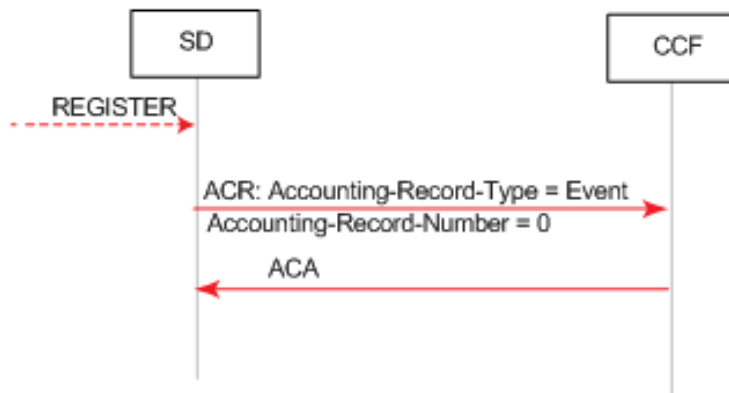 SD
CCF
REGISTER
ACR: Accounting-Record-Type = Event
Accounting-Record-Number = 0
ACA